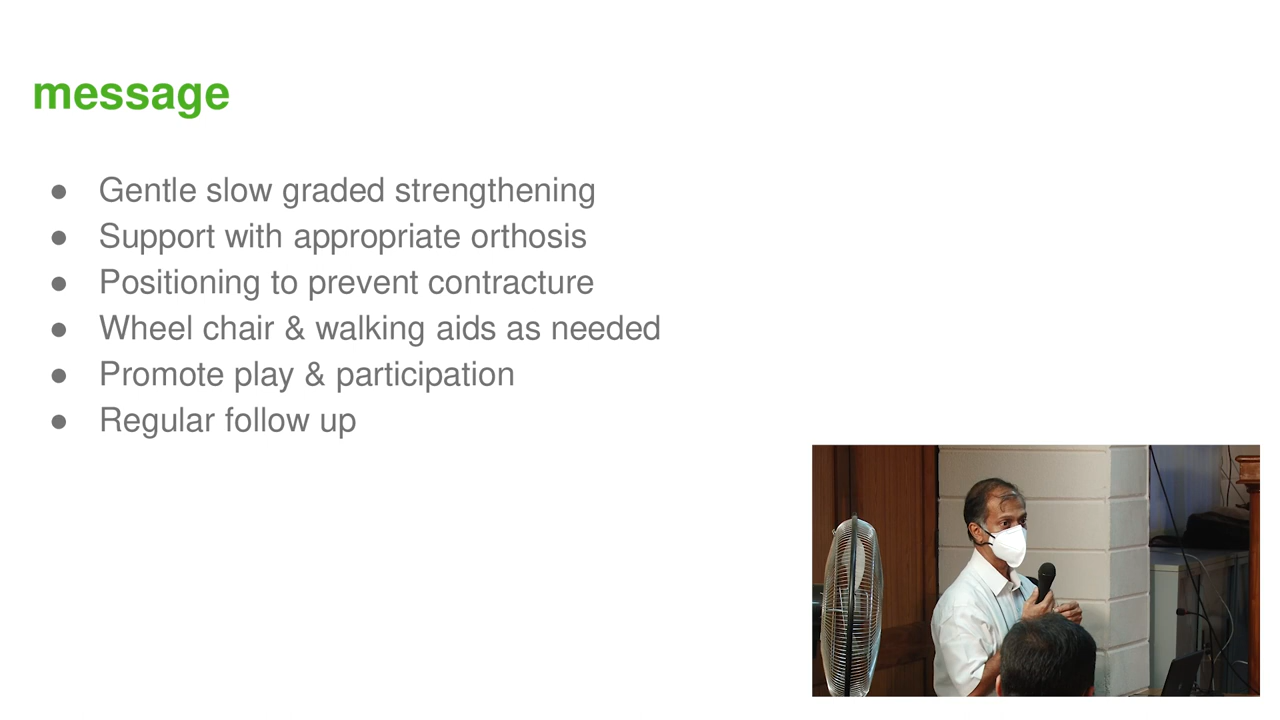 message
● Gentle slow graded strengthening
● Support with appropriate orthosis
● Positioning to prevent contracture
● Wheel chair & walking aids as needed
● Promote play & participation
● Regular follow up